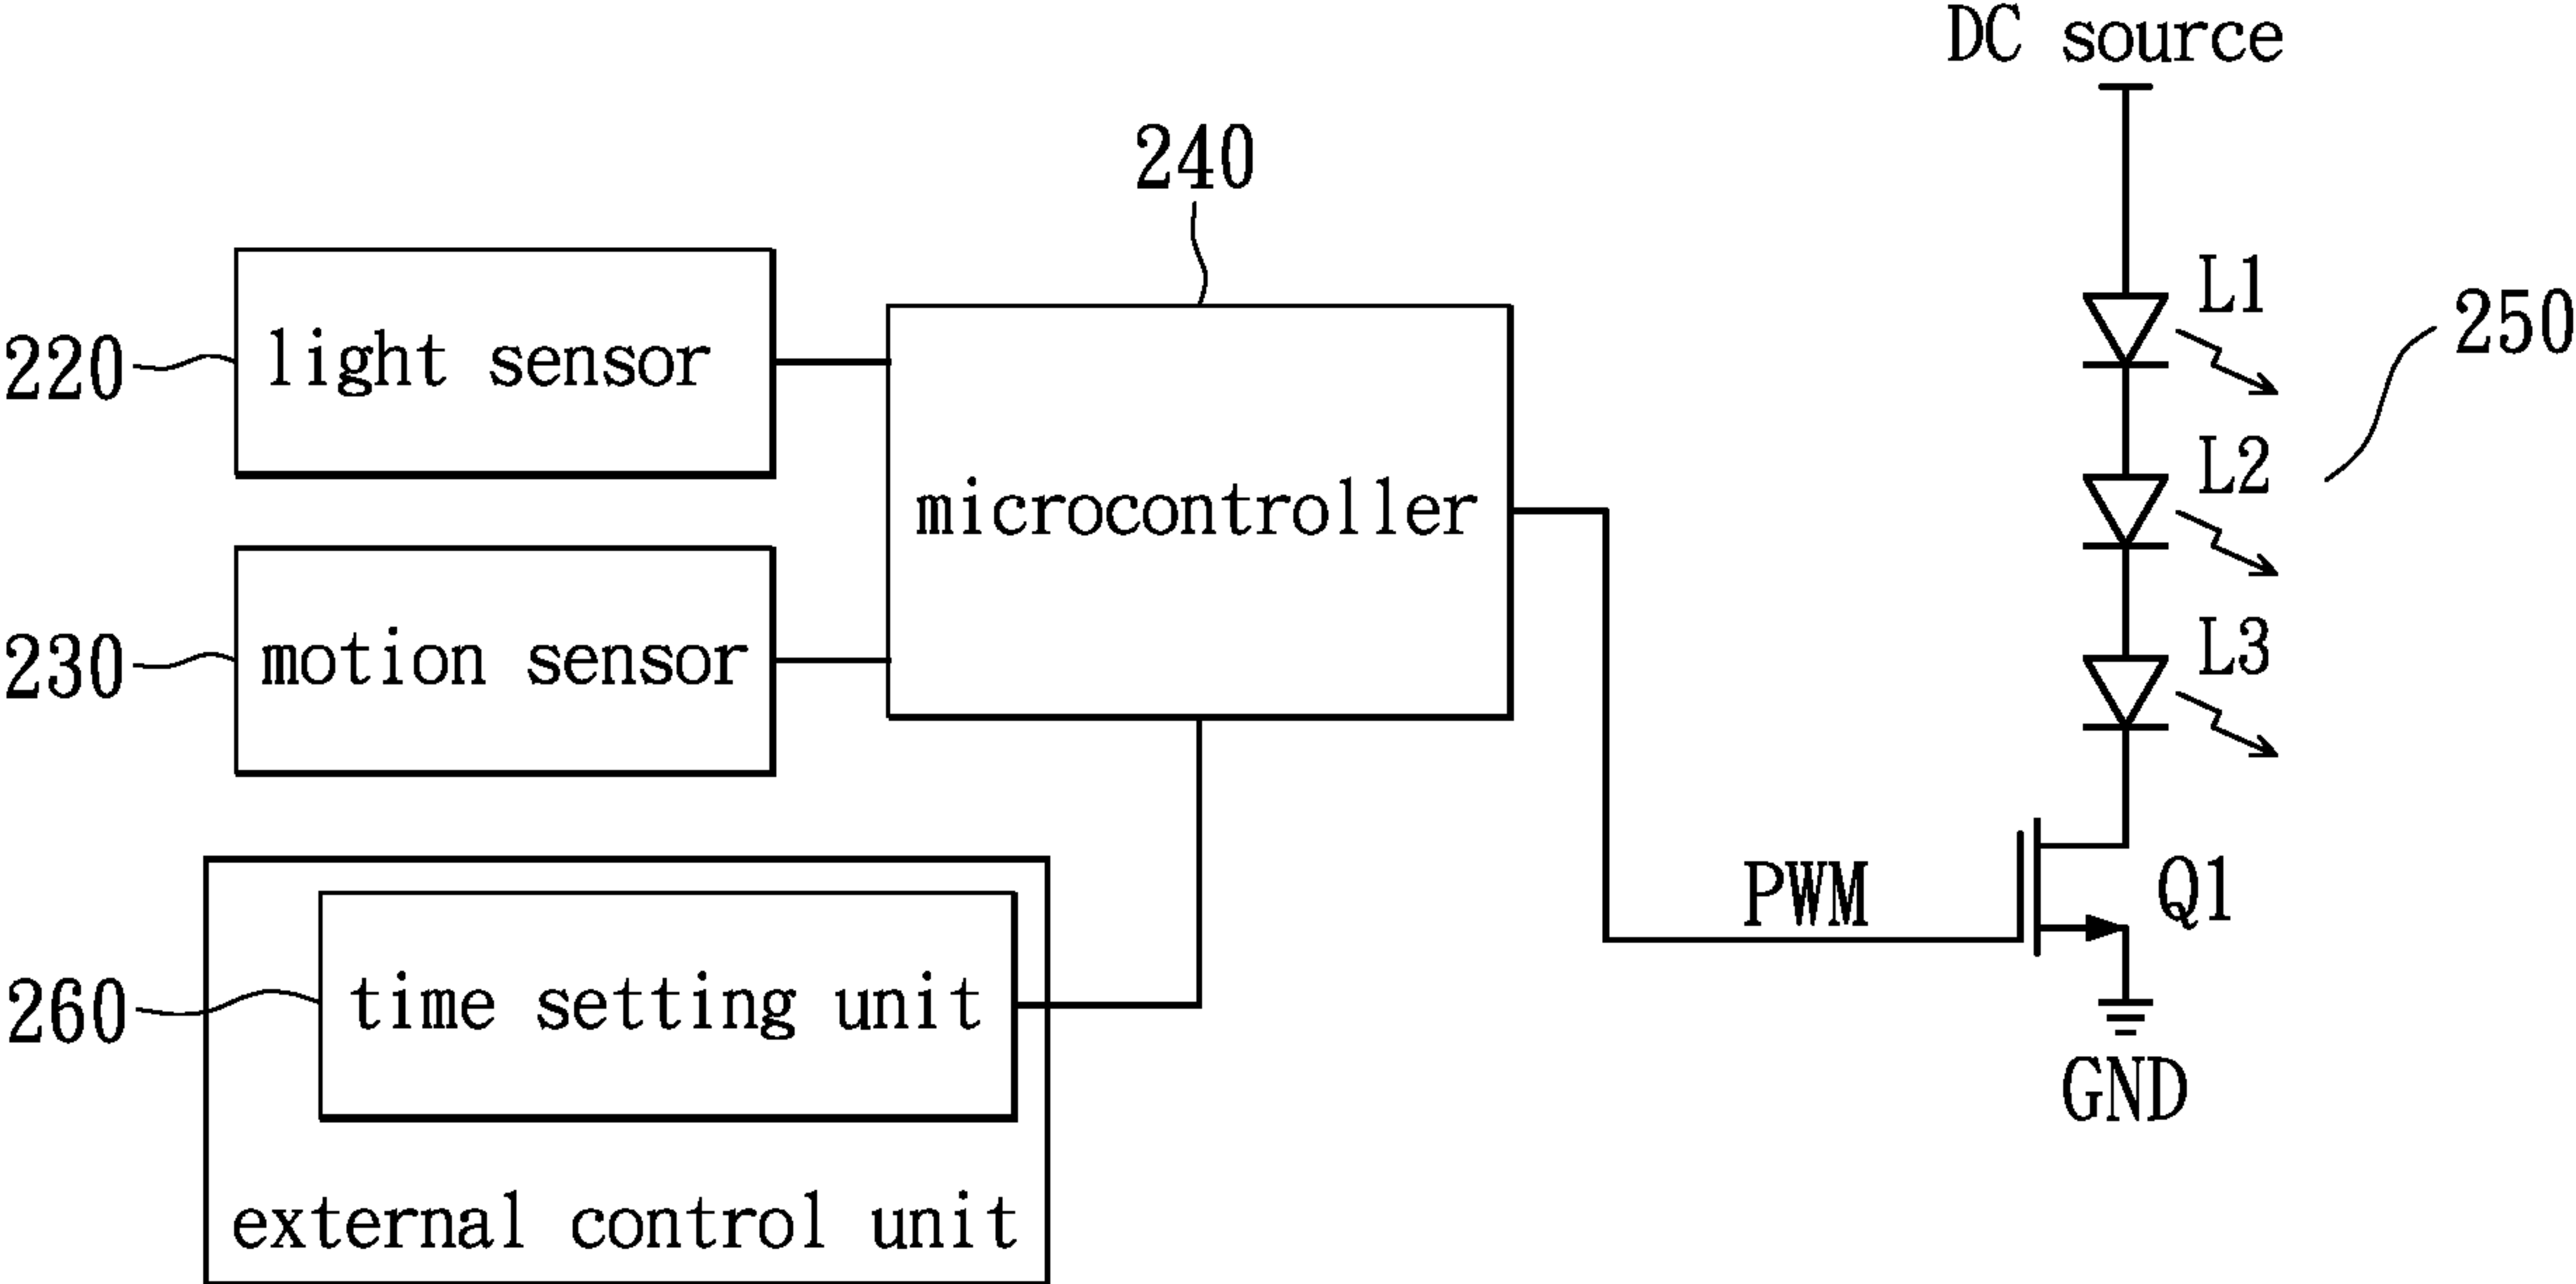 DC source
240
L1
250
220
light sensor
L2
microcontroller
230
motion sensor
L3
PWM
Q1
260
time setting unit
GND
external control unit